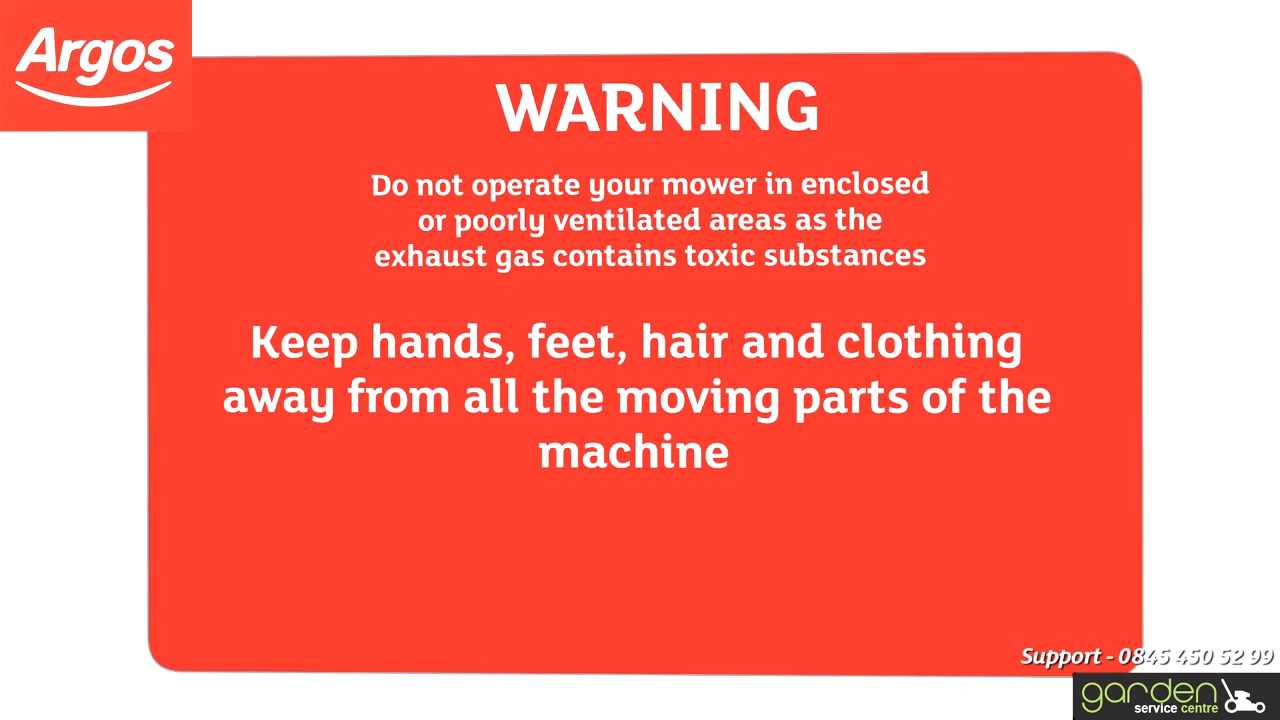 Argos
WARNING
Do not operate your mower in enclosed
or poorly ventilated areas as the
exhaust gas contains toxic substances
Keep hands, feet, hair and clothing
away from all the moving parts of the
machine
Support - 0845 450 52 99
garden
service centre